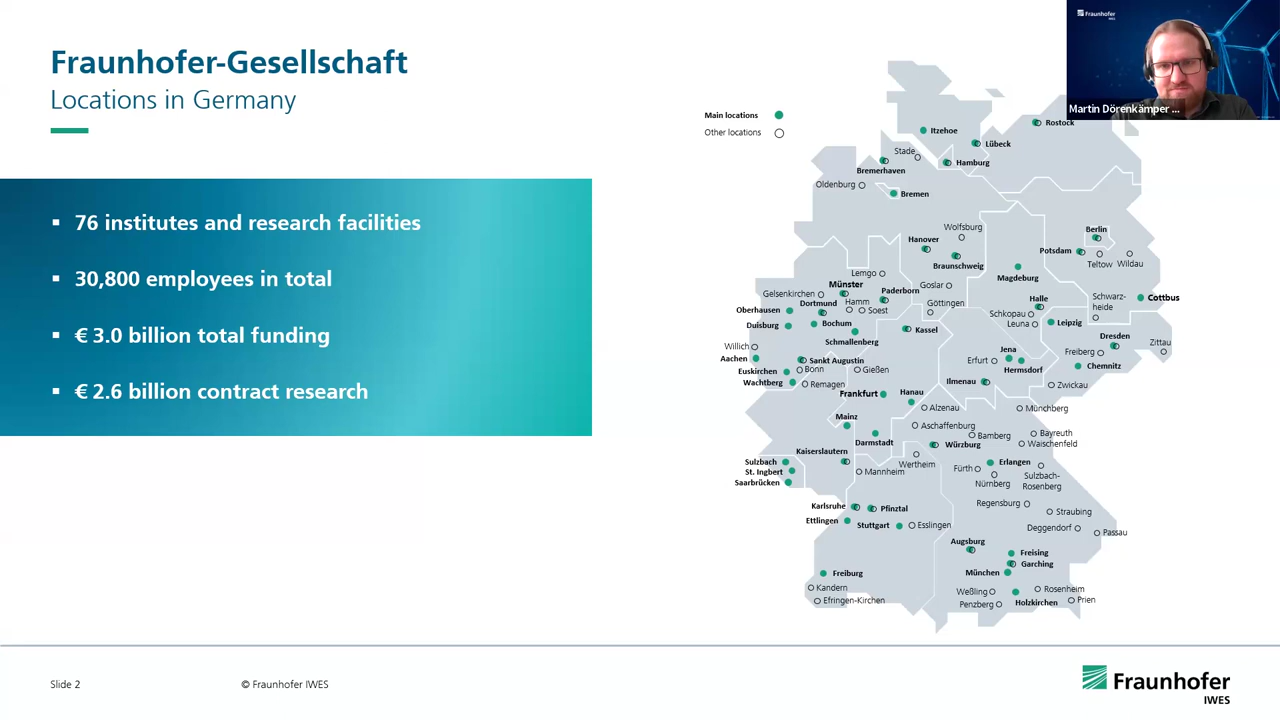 Fraunhofer-Gesellschaft
Locations in Germany
76 institutes and research facilities
30,800 employees in total
€ 3.0 billion total funding
€ 2.6 billion contract research
Main locations
Other locations
Fraunhofer
IWES
Martin Dörenkämper ...
Itzehoe
Rostock
Lübeck
Stade
Hamburg
Bremerhaven
Oldenburg
Bremen
Wolfsburg
Hanover
Berlin
Potsdam
Braunschweig
Teltow
Wildau
Magdeburg
Lemgo
Münster
Goslar
Gelsenkirchen
Paderborn
Dortmund
Hamm
Göttingen
Halle
Schwarz-
heide
Cottbus
Oberhausen
Soest
Schkopau
Duisburg
Bochum
Leuna
Leipzig
Kassel
Schmallenberg
Dresden
Willich
Zittau
Aachen
Sankt Augustin
Jena
Freiberg
Erfurt
Euskirchen
Bonn
Gießen
Hermsdorf
Chemnitz
Wachtberg
Remagen
Ilmenau
Zwickau
Frankfurt
Hanau
Alzenau
Münchberg
Mainz
Aschaffenburg
Bamberg
Bayreuth
Darmstadt
Würzburg
Waischenfeld
Kaiserslautern
Sulzbach
Wertheim
Erlangen
St. Ingbert
Mannheim
Fürth
Saarbrücken
Nürnberg
Sulzbach-
Rosenberg
Karlsruhe
Pfinztal
Regensburg
Straubing
Ettlingen
Stuttgart
Esslingen
Deggendorf
Passau
Augsburg
Freising
Garching
Freiburg
München
Kandern
Weßling
Rosenheim
Efringen-Kirchen
Penzberg
Holzkirchen
Prien
Slide 2
© Fraunhofer IWES
Fraunhofer
IWES